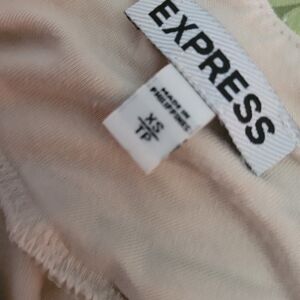 EXPRESS
MADE IN
PHILIPPINES
XS
TP